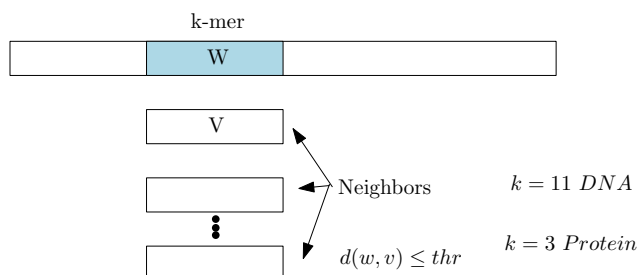 k-mer
W
V
Neighbors
k = 11 DNA
k = 3 Protein
d(w, v) ≤ thr